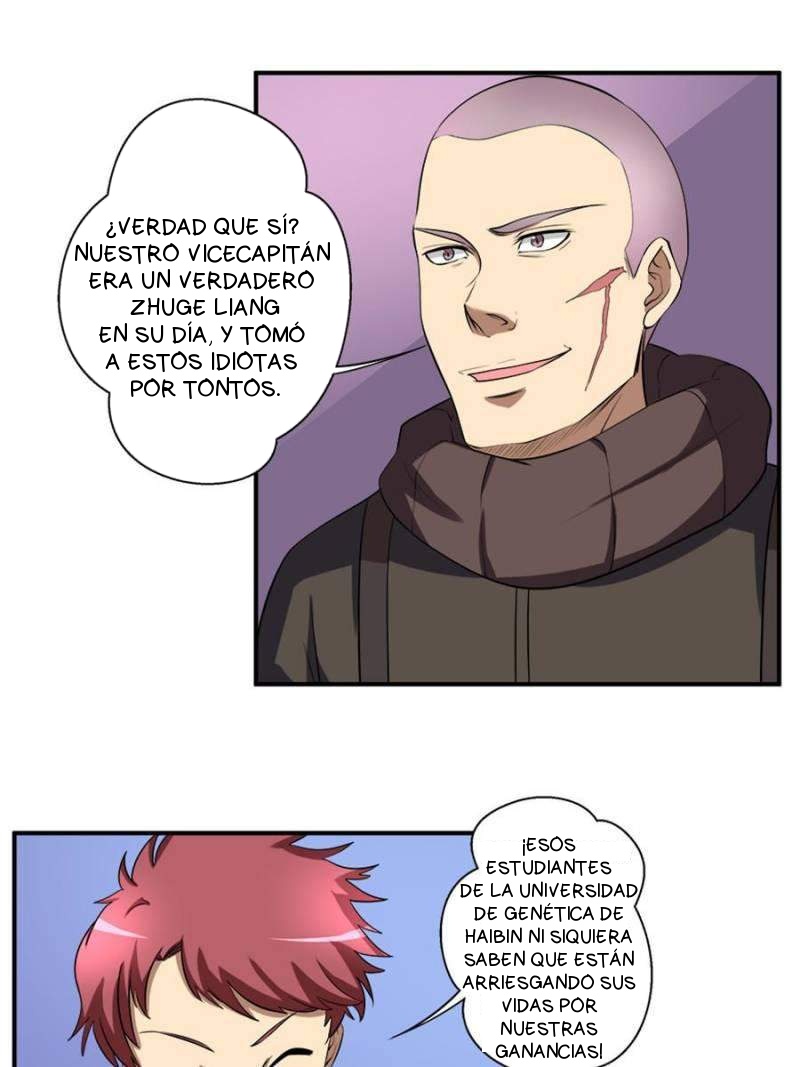 ¿VERDAD QUE SÍ?
NUESTRO VICECAPITÁN
ERA UN VERDADERO
ZHUGE LIANG
EN SU DÍA, Y TOMÓ
A ESTOS IDIOTAS
POR TONTOS.
¡ESOS
ESTUDIANTES
DE LA UNIVERSIDAD
DE GENÉTICA DE
HAIBIN NI SIQUIERA
SABEN QUE ESTÁN
ARRIESGANDO SUS
VIDAS POR
NUESTRAS
GANANCIAS!